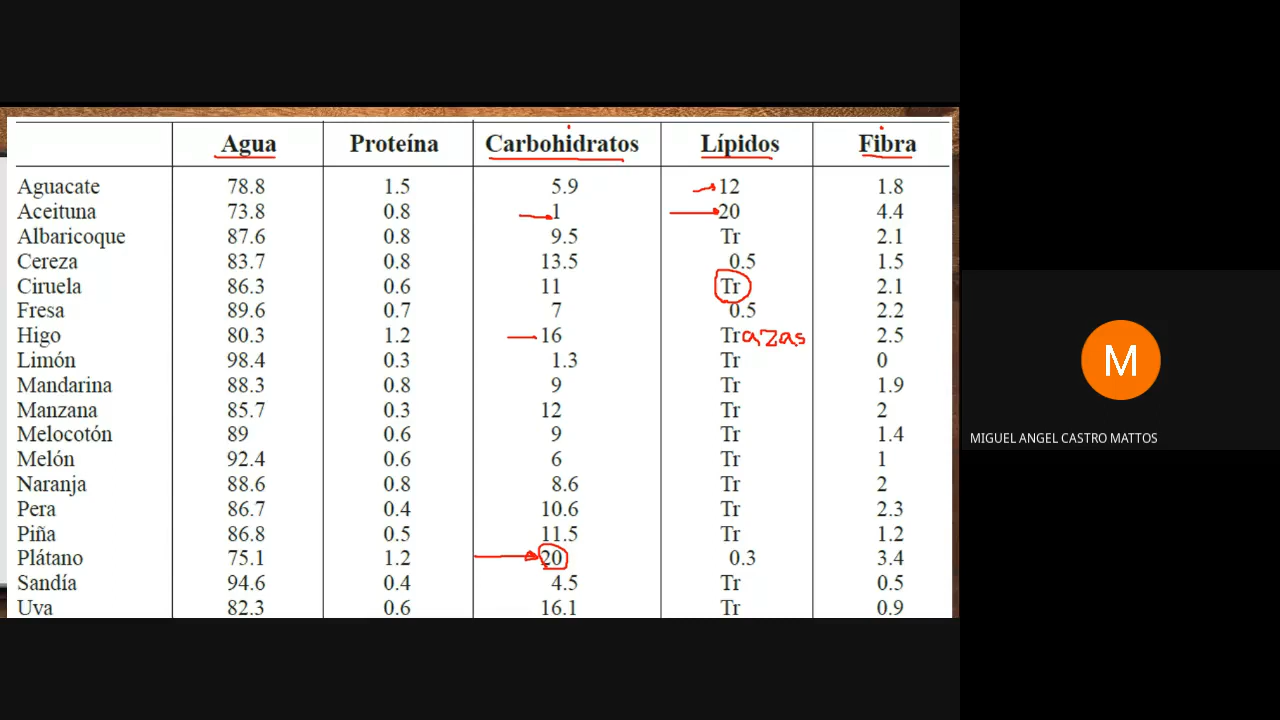 Agua Proteína Carbohidratos Lípidos Fibra
Aguacate 78.8 1.5 5.9 12 1.8
Aceituna 73.8 0.8 1 20 4.4
Albaricoque 87.6 0.8 9.5 Tr 2.1
Cereza 83.7 0.8 13.5 0.5 1.5
Ciruela 86.3 0.6 11 Tr 2.1
Fresa 89.6 0.7 7 0.5 2.2
Higo 80.3 1.2 16 Trazas 2.5
Limón 98.4 0.3 1.3 Tr 0
Mandarina 88.3 0.8 9 Tr 1.9
Manzana 85.7 0.3 12 Tr 2
Melocotón 89 0.6 9 Tr 1.4
Melón 92.4 0.6 6 Tr 1
Naranja 88.6 0.8 8.6 Tr 2
Pera 86.7 0.4 10.6 Tr 2.3
Piña 86.8 0.5 11.5 Tr 1.2
Plátano 75.1 1.2 20 0.3 3.4
Sandía 94.6 0.4 4.5 Tr 0.5
Uva 82.3 0.6 16.1 Tr 0.9
M
MIGUEL ANGEL CASTRO MATTOS